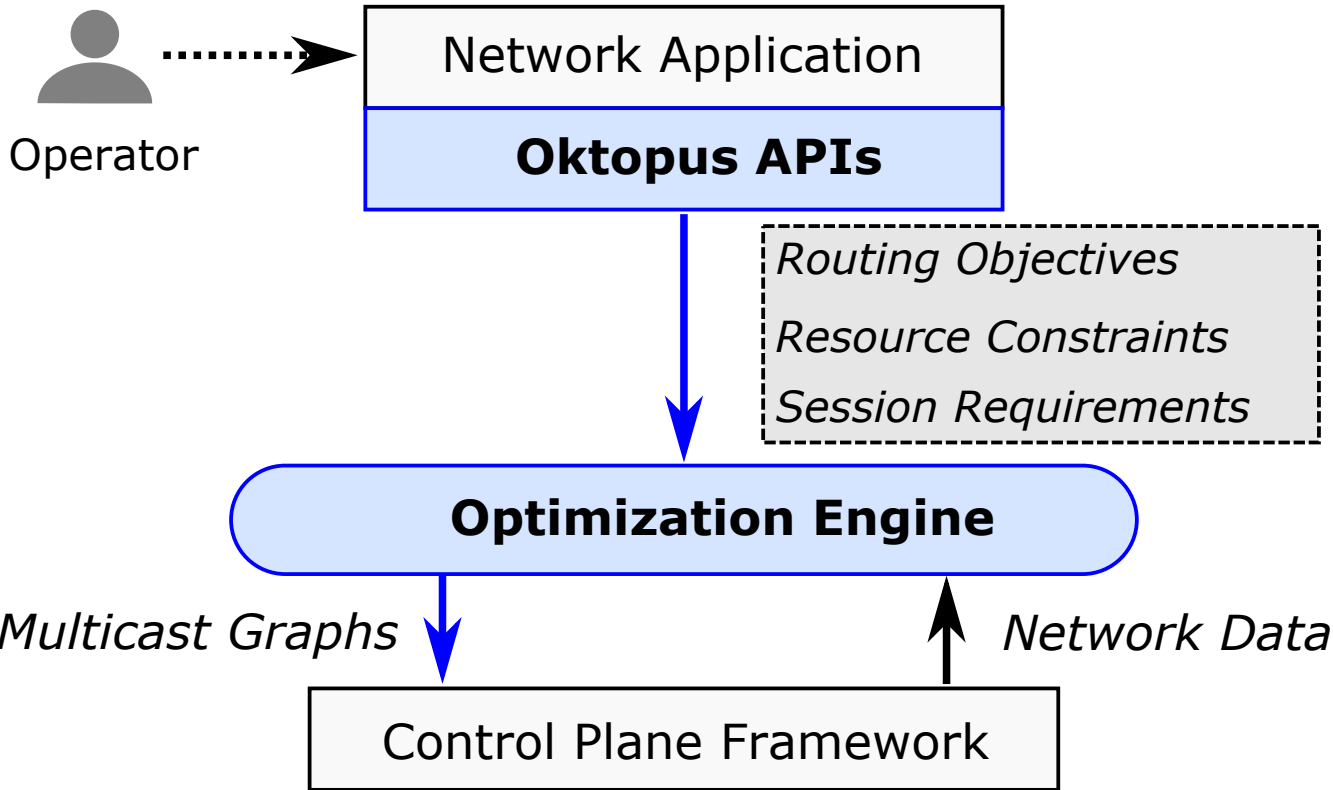 Network Application
Operator
Oktopus APIs
Routing Objectives
Resource Constraints
Session Requirements
Optimization Engine
Multicast Graphs
Network Data
Control Plane Framework